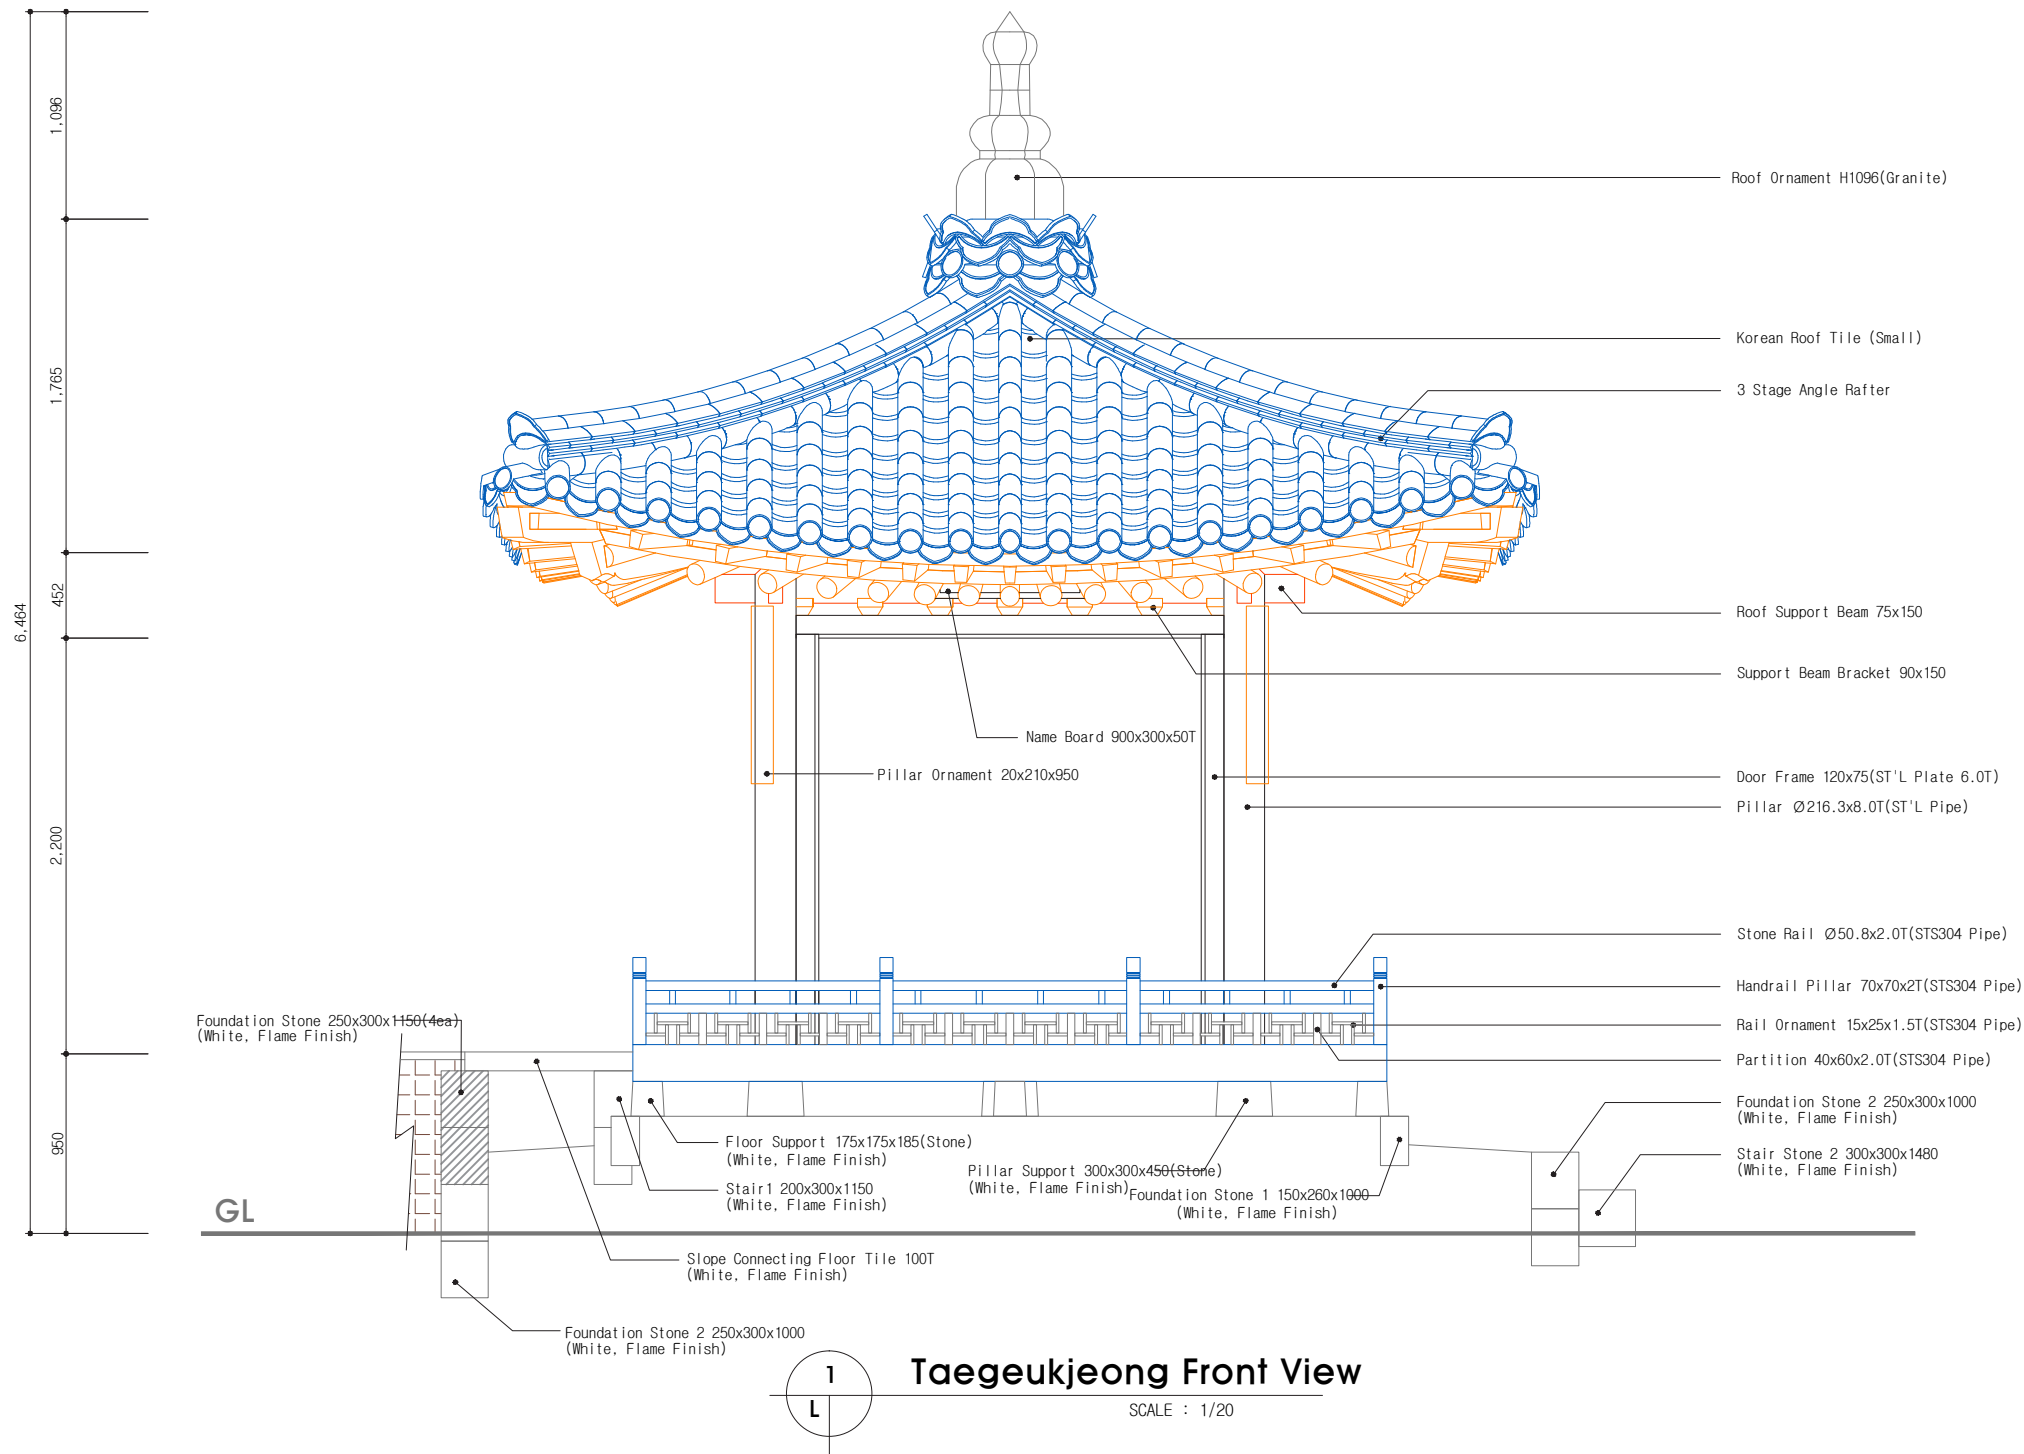 1,096
1,765
452
6,464
2,200
950
Roof Ornament H1096(Granite)
Korean Roof Tile (Small)
3 Stage Angle Rafter
Roof Support Beam 75x150
Support Beam Bracket 90x150
Name Board 900x300x50T
Pillar Ornament 20x210x950
Door Frame 120x75(ST'L Plate 6.0T)
Pillar Ø216.3x8.0T(ST'L Pipe)
Stone Rail Ø50.8x2.0T(STS304 Pipe)
Handrail Pillar 70x70x2T(STS304 Pipe)
Rail Ornament 15x25x1.5T(STS304 Pipe)
Partition 40x60x2.0T(STS304 Pipe)
Foundation Stone 250x300x1150(4ea)
(White, Flame Finish)
Foundation Stone 2 250x300x1000
(White, Flame Finish)
Stair Stone 2 300x300x1480
(White, Flame Finish)
Floor Support 175x175x185(Stone)
(White, Flame Finish)
Pillar Support 300x300x450(Stone)
(White, Flame Finish)
Stair1 200x300x1150
(White, Flame Finish)
Foundation Stone 1 150x260x1000
(White, Flame Finish)
GL
Slope Connecting Floor Tile 100T
(White, Flame Finish)
Foundation Stone 2 250x300x1000
(White, Flame Finish)
1
L
Taegeukjeong Front View
SCALE : 1/20